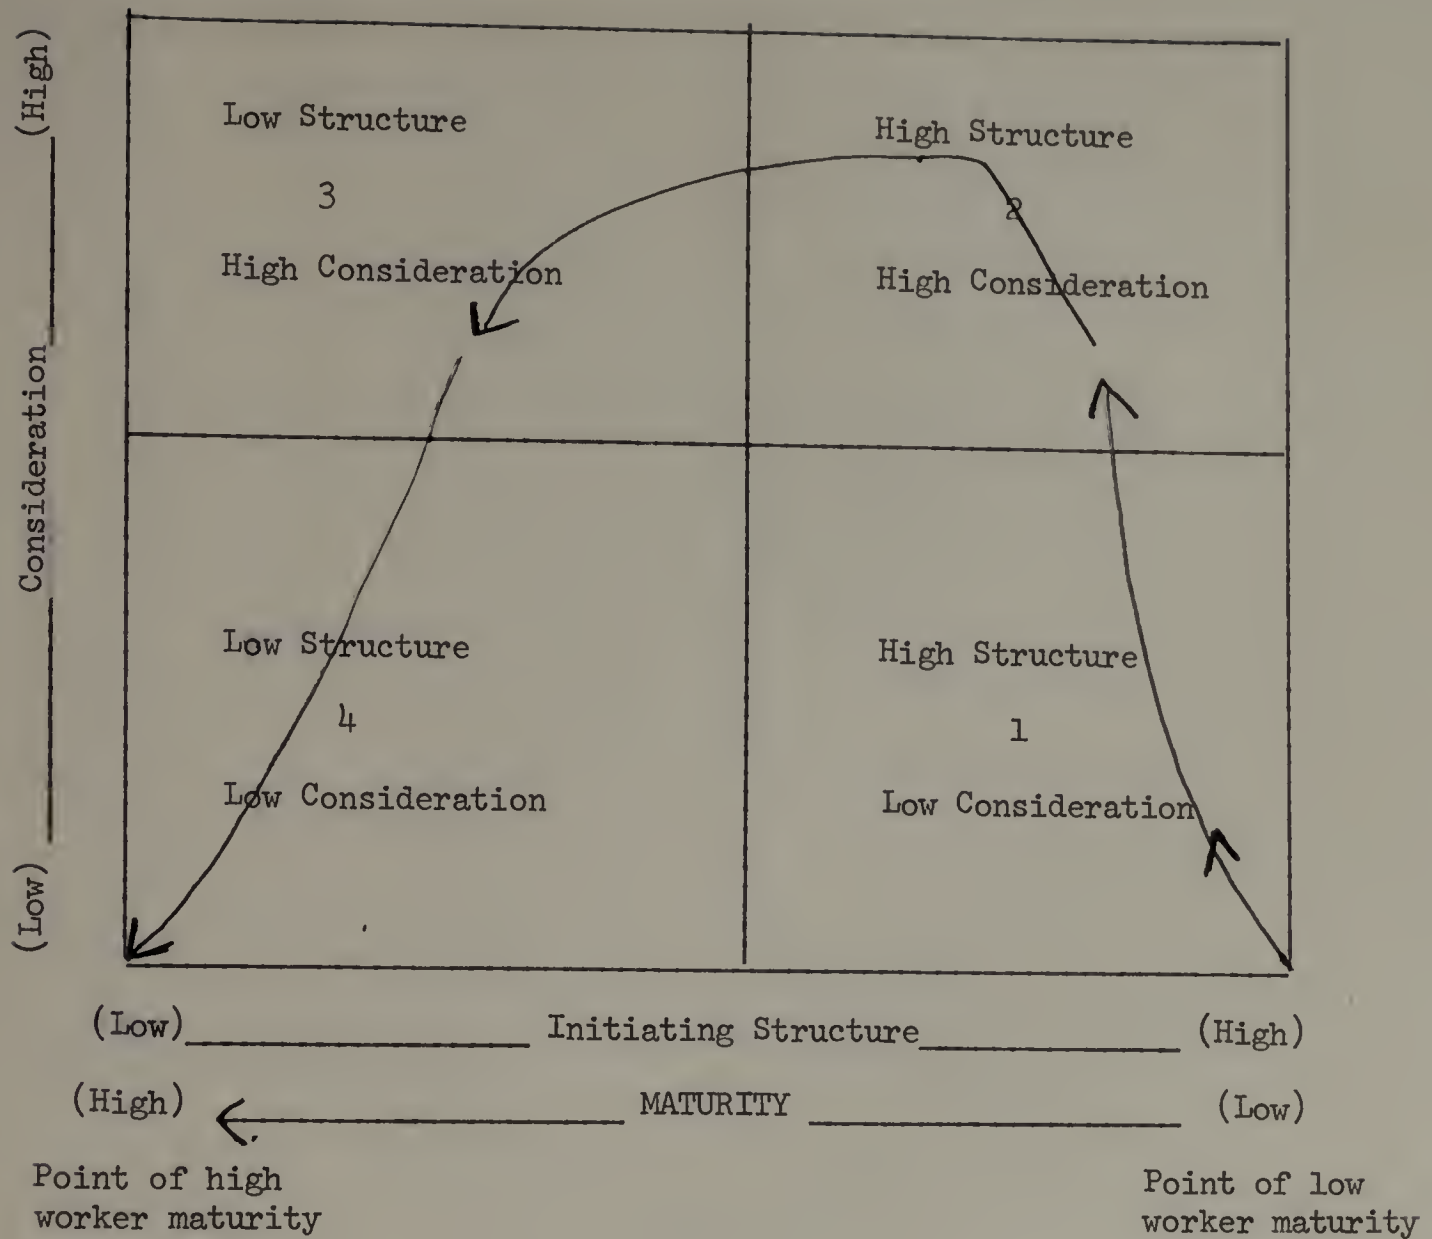 (High)
Consideration
(Low)
Low Structure
3
High Consideration
High Structure
2
High Consideration
Low Structure
4
Low Consideration
High Structure
1
Low Consideration
(Low) Initiating Structure (High)
(High) MATURITY (Low)
Point of high
worker maturity
Point of low
worker maturity